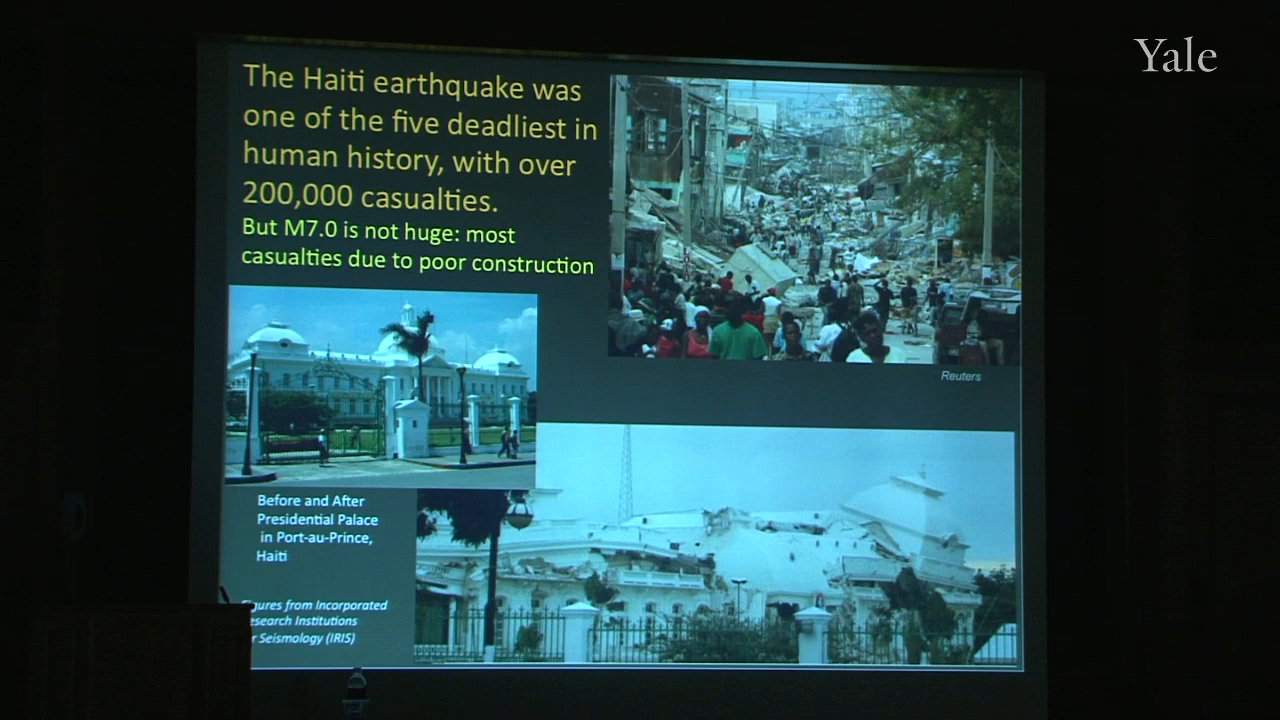 The Haiti earthquake was
one of the five deadliest in
human history, with over
200,000 casualties.
But M7.0 is not huge: most
casualties due to poor construction
Yale
Reuters
Before and After
Presidential Palace
in Port-au-Prince,
Haiti
from Incorporated
Institutions
Seismology (IRIS)